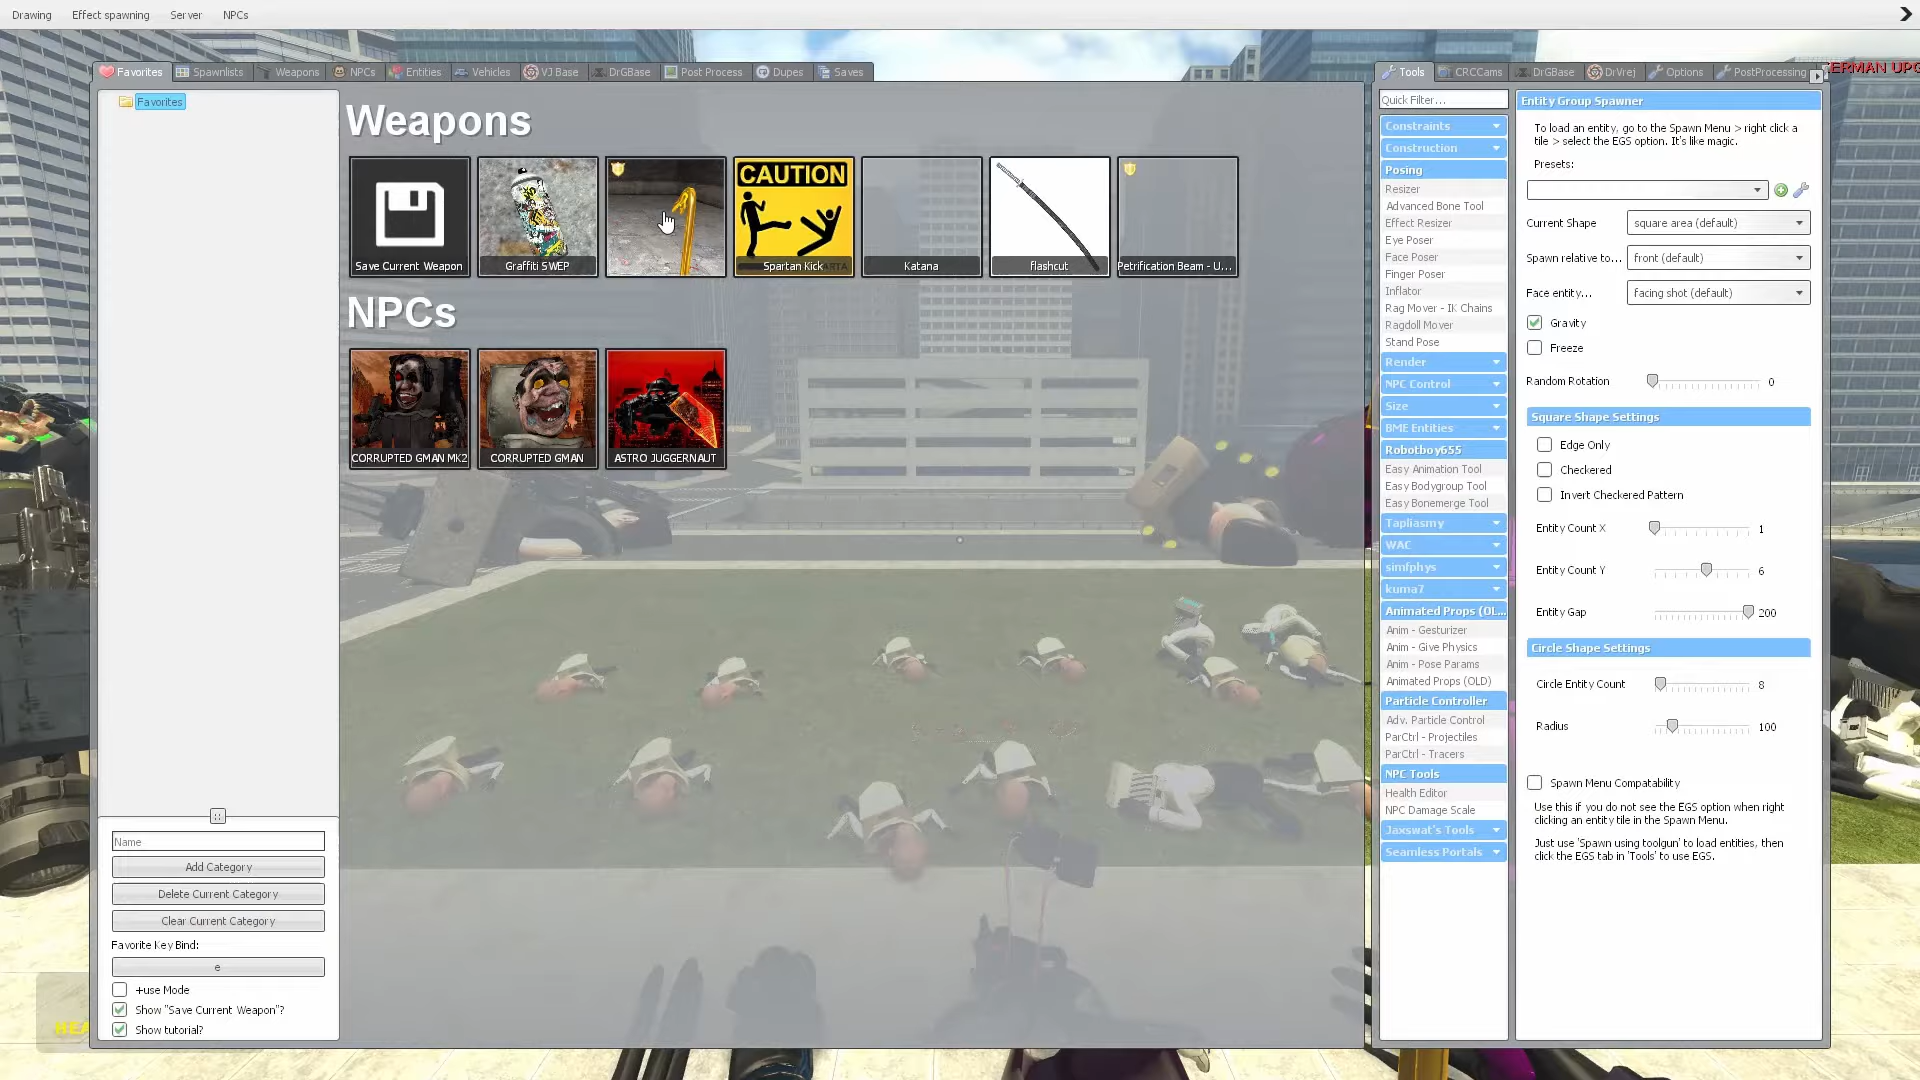 Drawing Effect spawning Server NPCs
Favorites Spawnlists Weapons NPCs Entities Vehicles VJ Base DrGBase Post Process Dupes Saves
Favorites
Weapons
CAUTION
Save Current Weapon Graffiti SWEP Spartan Kick Katana flashcut Petrification Beam - U...
NPCs
CORRUPTED GMAN MK2 CORRUPTED GMAN ASTRO JUGGERNAUT
Name
Add Category
Delete Current Category
Clear Current Category
Favorite Key Bind:
e
+use Mode
Show "Save Current Weapon"?
Show tutorial?
HEA
Tools CRCCams DrGBase DrVrej Options PostProcessing
ERMAN UPG
Quick Filter...
Constraints
Construction
Posing
Resizer
Advanced Bone Tool
Effect Resizer
Eye Poser
Face Poser
Finger Poser
Inflator
Rag Mover - IK Chains
Ragdoll Mover
Stand Pose
Render
NPC Control
Size
BME Entities
Robotboy655
Easy Animation Tool
Easy Bodygroup Tool
Easy Bonemerge Tool
Tapliasmy
WAC
simfphys
kuma7
Animated Props (OL...
Anim - Gesturizer
Anim - Give Physics
Anim - Pose Params
Animated Props (OLD)
Particle Controller
Adv. Particle Control
ParCtrl - Projectiles
ParCtrl - Tracers
NPC Tools
Health Editor
NPC Damage Scale
Jaxswat's Tools
Seamless Portals
Entity Group Spawner
To load an entity, go to the Spawn Menu > right click a
tile > select the EGS option. It's like magic.
Presets:
Current Shape square area (default)
Spawn relative to... front (default)
Face entity... facing shot (default)
Gravity
Freeze
Random Rotation 0
Square Shape Settings
Edge Only
Checkered
Invert Checkered Pattern
Entity Count X 1
Entity Count Y 6
Entity Gap 200
Circle Shape Settings
Circle Entity Count 8
Radius 100
Spawn Menu Compatability
Use this if you do not see the EGS option when right
clicking an entity tile in the Spawn Menu.
Just use 'Spawn using toolgun' to load entities, then
click the EGS tab in 'Tools' to use EGS.